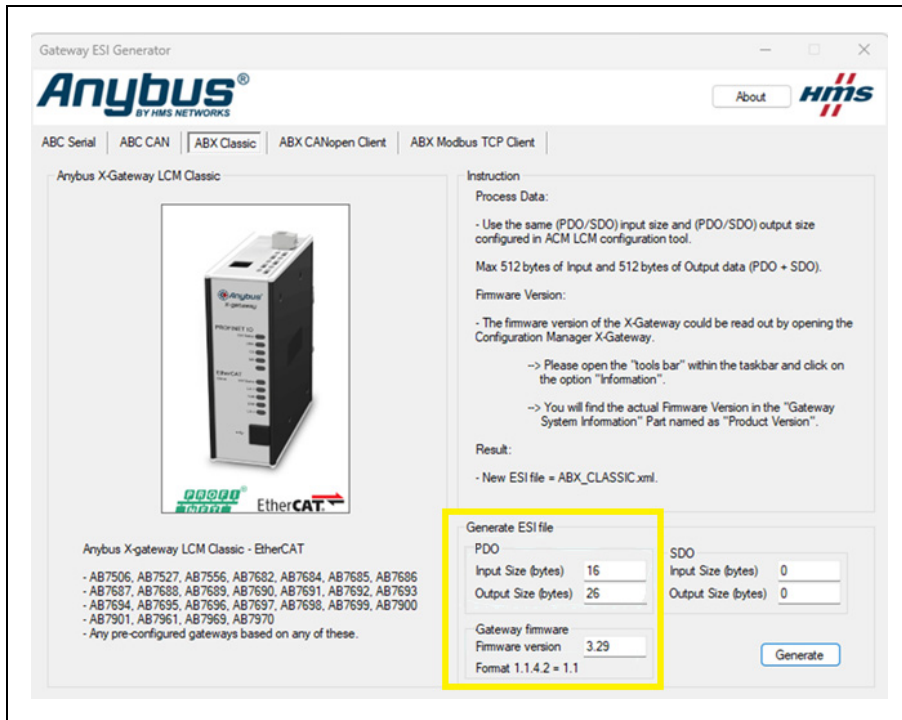 Gateway ESI Generator
Anybus®
BY HMS NETWORKS
About
HMS
ABC Serial
ABC CAN
ABX Classic
ABX CANopen Client
ABX Modbus TCP Client
Anybus X-Gateway LCM Classic
Anybus
X-gateway
PROFINET IO
EtherCAT
PROFI
NET
EtherCAT
Anybus X-gateway LCM Classic - EtherCAT
- AB7506, AB7527, AB7556, AB7682, AB7684, AB7685, AB7686
- AB7687, AB7688, AB7689, AB7690, AB7691, AB7692, AB7693
- AB7694, AB7695, AB7696, AB7697, AB7698, AB7699, AB7900
- AB7901, AB7961, AB7969, AB7970
- Any pre-configured gateways based on any of these.
Instruction
Process Data:
- Use the same (PDO/SDO) input size and (PDO/SDO) output size
configured in ACM LCM configuration tool.
Max 512 bytes of Input and 512 bytes of Output data (PDO + SDO).
Firmware Version:
- The firmware version of the X-Gateway could be read out by opening the
Configuration Manager X-Gateway.
--> Please open the "tools bar" within the taskbar and click on
the option "Information".
--> You will find the actual Firmware Version in the "Gateway
System Information" Part named as "Product Version".
Result:
- New ESI file = ABX_CLASSIC.xml.
Generate ESI file
PDO
Input Size (bytes) 16
Output Size (bytes) 26
SDO
Input Size (bytes) 0
Output Size (bytes) 0
Gateway firmware
Firmware version 3.29
Format 1.1.4.2 = 1.1
Generate